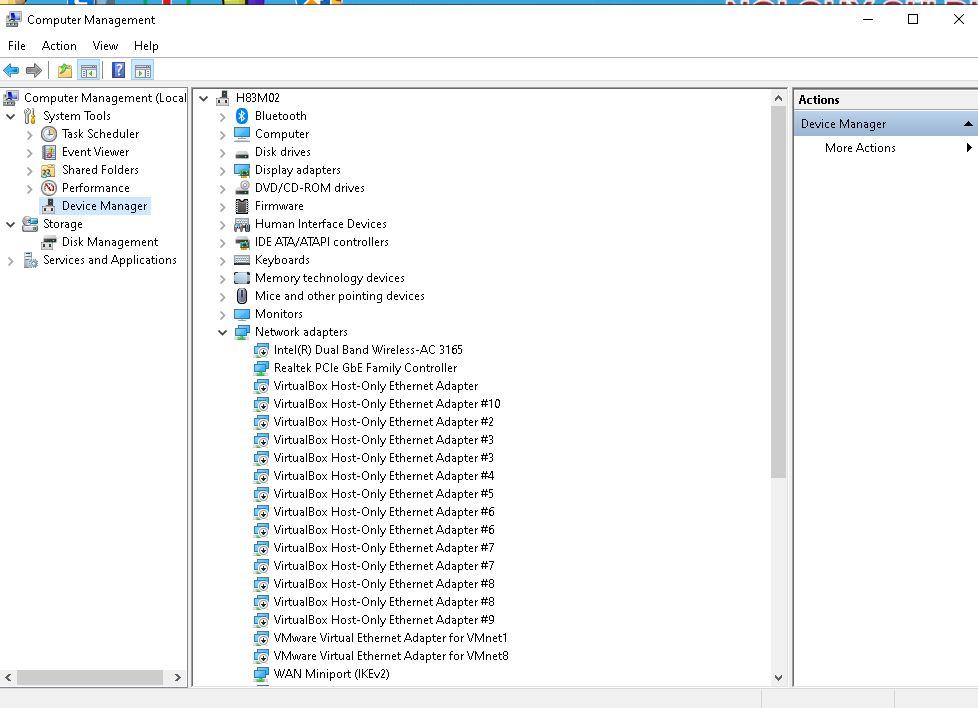 Computer Management
File Action View Help
Computer Management (Local
System Tools
Task Scheduler
Event Viewer
Shared Folders
Performance
Device Manager
Storage
Disk Management
Services and Applications
H83M02
Bluetooth
Computer
Disk drives
Display adapters
DVD/CD-ROM drives
Firmware
Human Interface Devices
IDE ATA/ATAPI controllers
Keyboards
Memory technology devices
Mice and other pointing devices
Monitors
Network adapters
Intel(R) Dual Band Wireless-AC 3165
Realtek PCIe GbE Family Controller
VirtualBox Host-Only Ethernet Adapter
VirtualBox Host-Only Ethernet Adapter #10
VirtualBox Host-Only Ethernet Adapter #2
VirtualBox Host-Only Ethernet Adapter #3
VirtualBox Host-Only Ethernet Adapter #3
VirtualBox Host-Only Ethernet Adapter #4
VirtualBox Host-Only Ethernet Adapter #5
VirtualBox Host-Only Ethernet Adapter #6
VirtualBox Host-Only Ethernet Adapter #6
VirtualBox Host-Only Ethernet Adapter #7
VirtualBox Host-Only Ethernet Adapter #7
VirtualBox Host-Only Ethernet Adapter #8
VirtualBox Host-Only Ethernet Adapter #8
VirtualBox Host-Only Ethernet Adapter #9
VMware Virtual Ethernet Adapter for VMnet1
VMware Virtual Ethernet Adapter for VMnet8
WAN Miniport (IKEv2)
Actions
Device Manager
More Actions